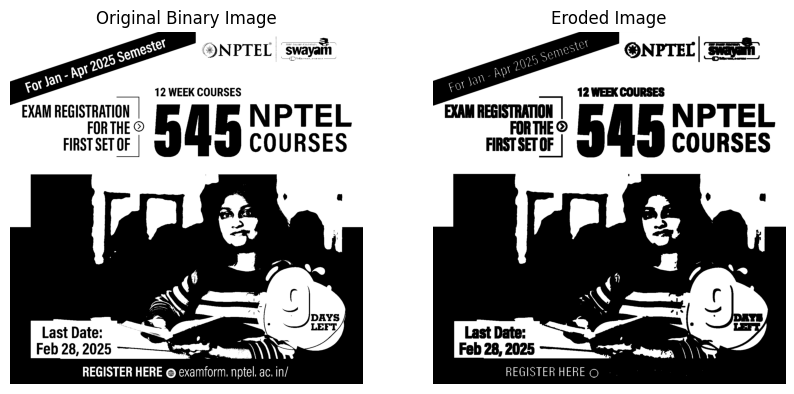 Original Binary Image
For Jan - Apr 2025 Semester
NPTEL
swayam
12 WEEK COURSES
EXAM REGISTRATION
FOR THE
FIRST SET OF
545
NPTEL
COURSES
9
DAYS
LEFT
Last Date:
Feb 28, 2025
REGISTER HERE examform. nptel. ac. in/
Eroded Image
For Jan - Apr 2025 Semester
NPTEL
swayam
12 WEEK COURSES
EXAM REGISTRATION
FOR THE
FIRST SET OF
545
NPTEL
COURSES
9
DAYS
LEFT
Last Date:
Feb 28, 2025
REGISTER HERE